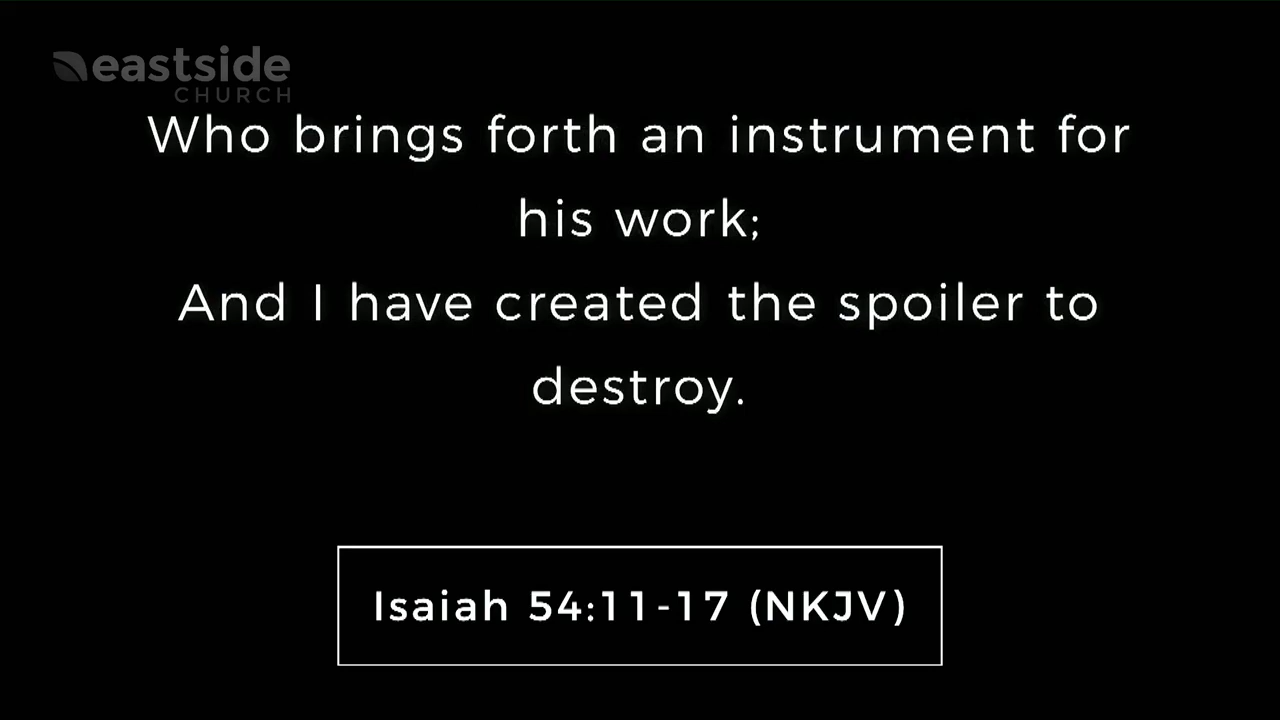 eastside
CHURCH
Who brings forth an instrument for
his work;
And I have created the spoiler to
destroy.
Isaiah 54:11-17 (NKJV)